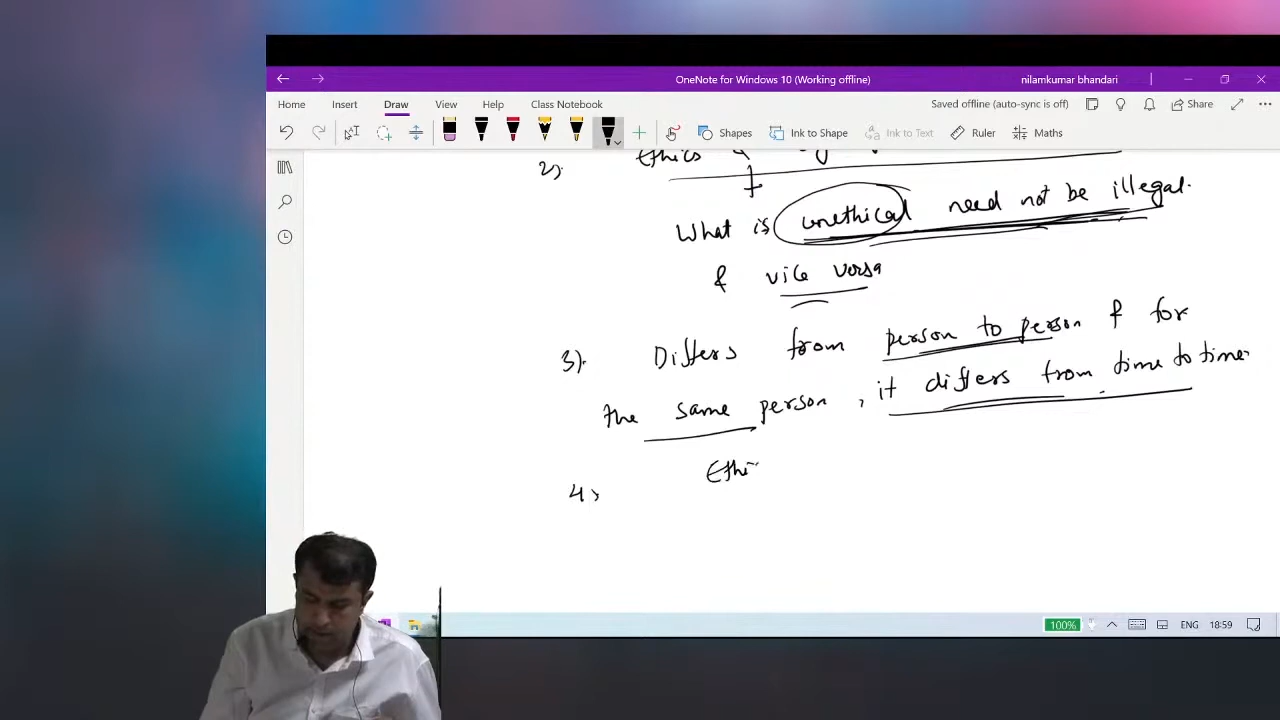 OneNote for Windows 10 (Working offline)
nilamkumar bhandari
Home Insert Draw View Help Class Notebook
Saved offline (auto-sync is off)
Share
Shapes
Ink to Shape
Ink to Text
Ruler
Maths
2).
Ethics &
What is unethical need not be illegal.
& vice versa
3). Differs from person to person & for
the same person, it differs from time to time.
4) Ethi
100%
ENG
18:59